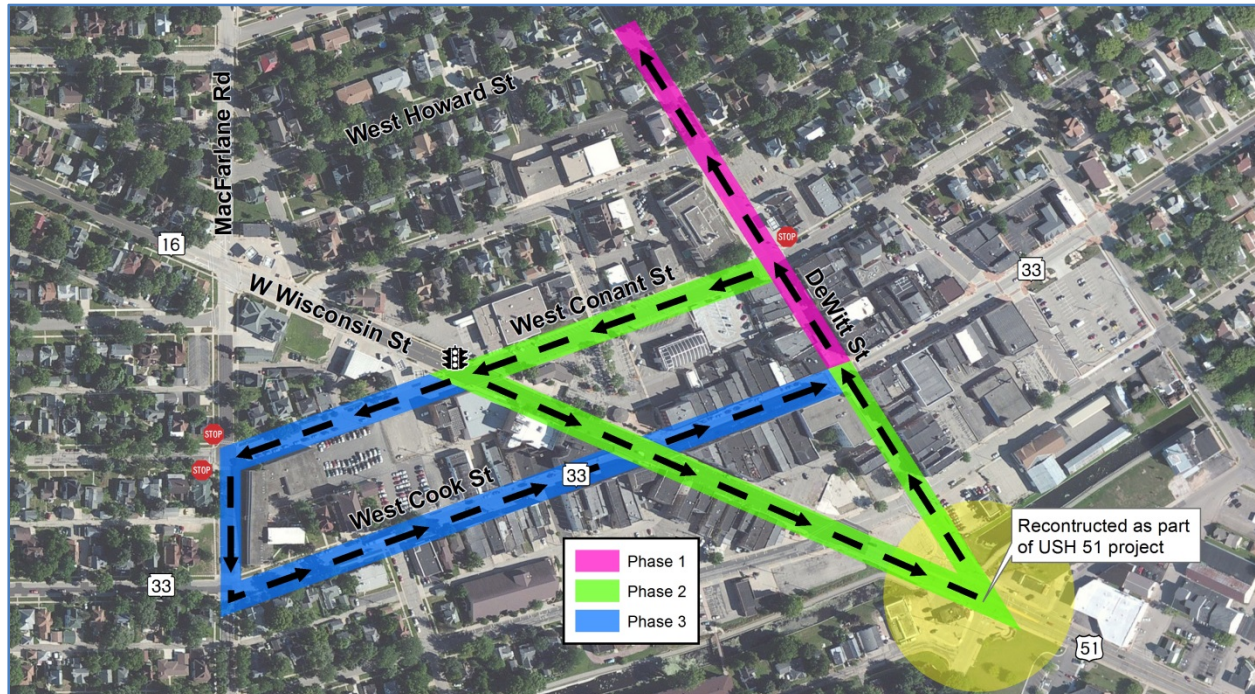 MacFarlane Rd
West Howard St
16
STOP
33
W Wisconsin St
West Conant St
DeWitt St
STOP
STOP
West Cook St
33
33
Phase 1
Phase 2
Phase 3
Recontructed as part
of USH 51 project
51